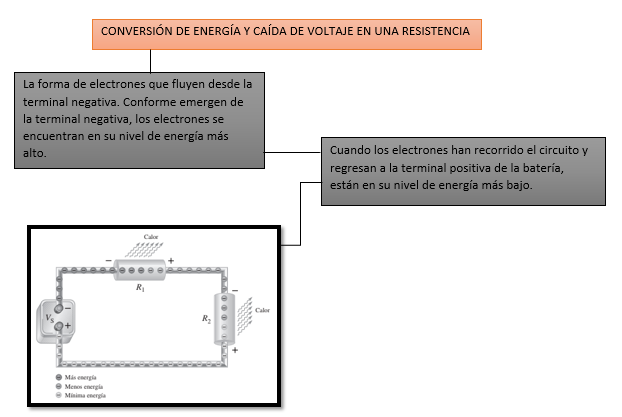 CONVERSIÓN DE ENERGÍA Y CAÍDA DE VOLTAJE EN UNA RESISTENCIA
La forma de electrones que fluyen desde la
terminal negativa. Conforme emergen de
la terminal negativa, los electrones se
encuentran en su nivel de energía más
alto.
Cuando los electrones han recorrido el circuito y
regresan a la terminal positiva de la batería,
están en su nivel de energía más bajo.
Calor
− +
R1
−
VS
−
+
R2
Calor
+
Más energía
Menos energía
Mínima energía